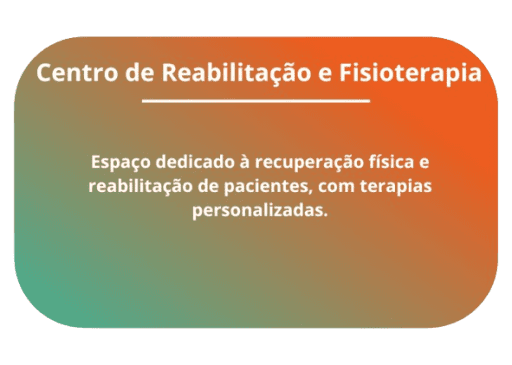 Centro de Reabilitação e Fisioterapia
Espaço dedicado à recuperação física e
reabilitação de pacientes, com terapias
personalizadas.